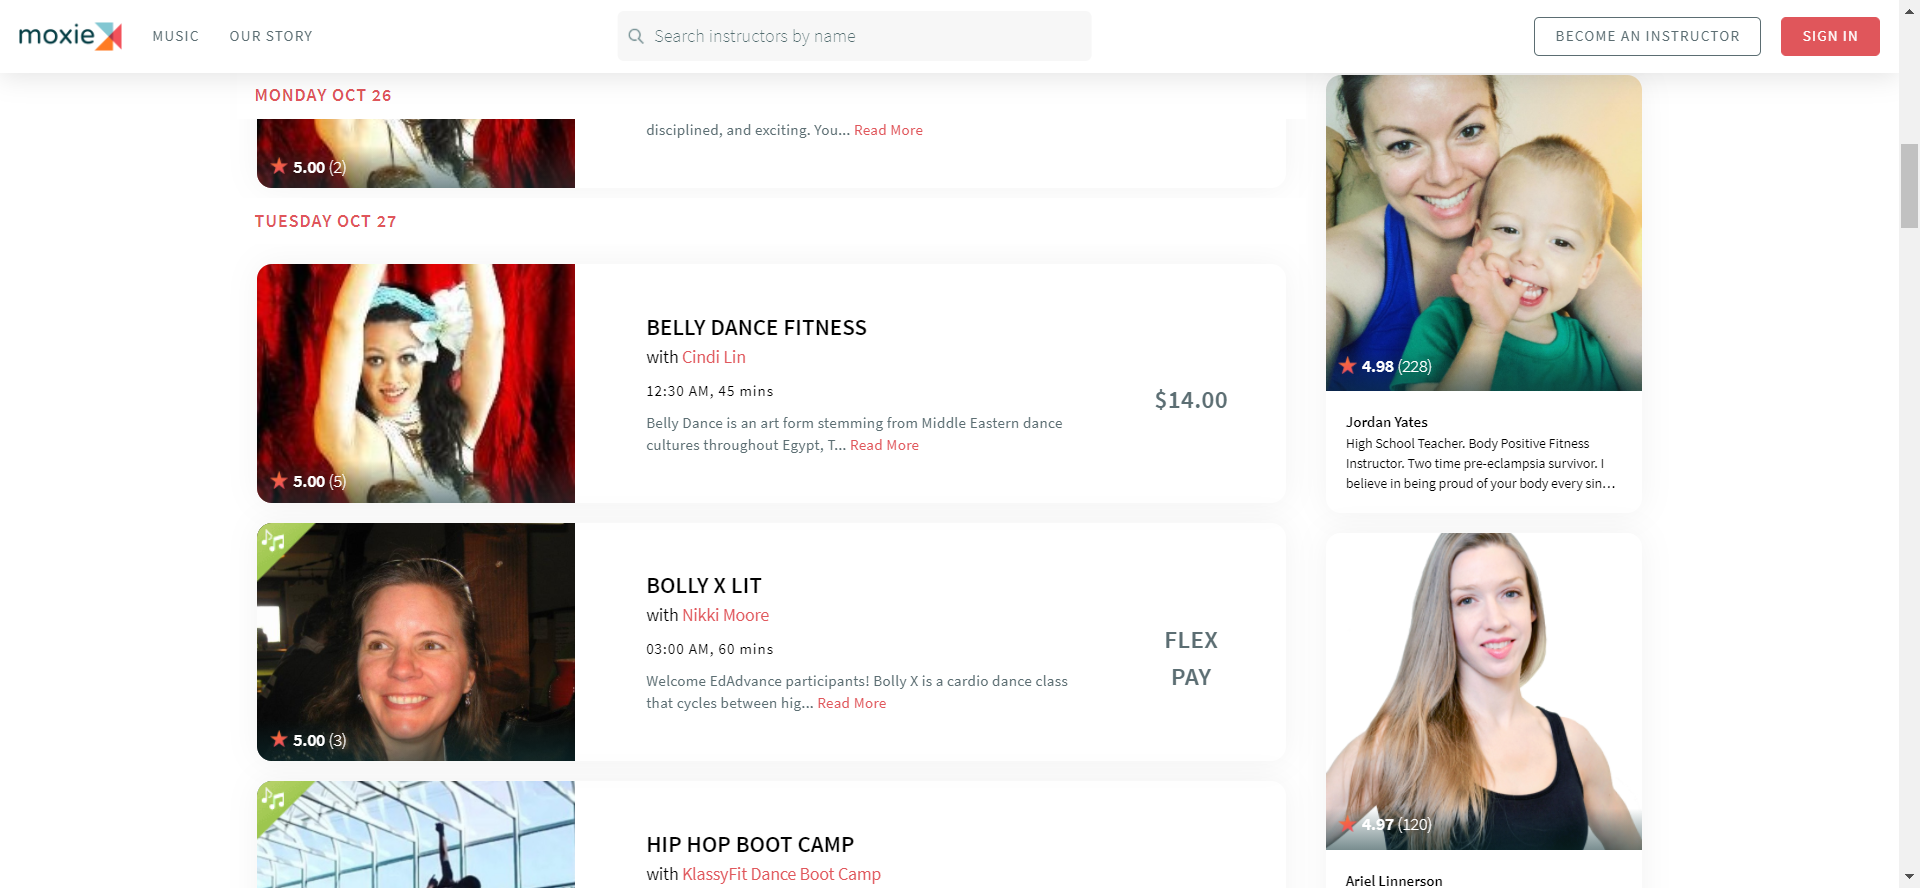 moxie
MUSIC
OUR STORY
Search instructors by name
BECOME AN INSTRUCTOR
SIGN IN
MONDAY OCT 26
disciplined, and exciting. You... Read More
5.00 (2)
TUESDAY OCT 27
BELLY DANCE FITNESS
with Cindi Lin
12:30 AM, 45 mins
Belly Dance is an art form stemming from Middle Eastern dance
cultures throughout Egypt, T... Read More
$14.00
5.00 (5)
BOLLY X LIT
with Nikki Moore
03:00 AM, 60 mins
Welcome EdAdvance participants! Bolly X is a cardio dance class
that cycles between hig... Read More
FLEX
PAY
5.00 (3)
HIP HOP BOOT CAMP
with KlassyFit Dance Boot Camp
4.98 (228)
Jordan Yates
High School Teacher. Body Positive Fitness
Instructor. Two time pre-eclampsia survivor. I
believe in being proud of your body every sin...
4.97 (120)
Ariel Linnerson